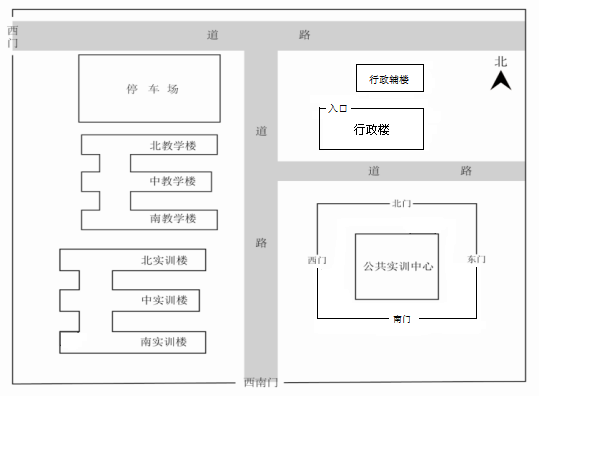 西门
道 路
北
停 车 场
行政辅楼
入口
行政楼
道
北教学楼
中教学楼
南教学楼
道 路
北门
路
西门
公共实训中心
东门
南门
北实训楼
中实训楼
南实训楼
西南门